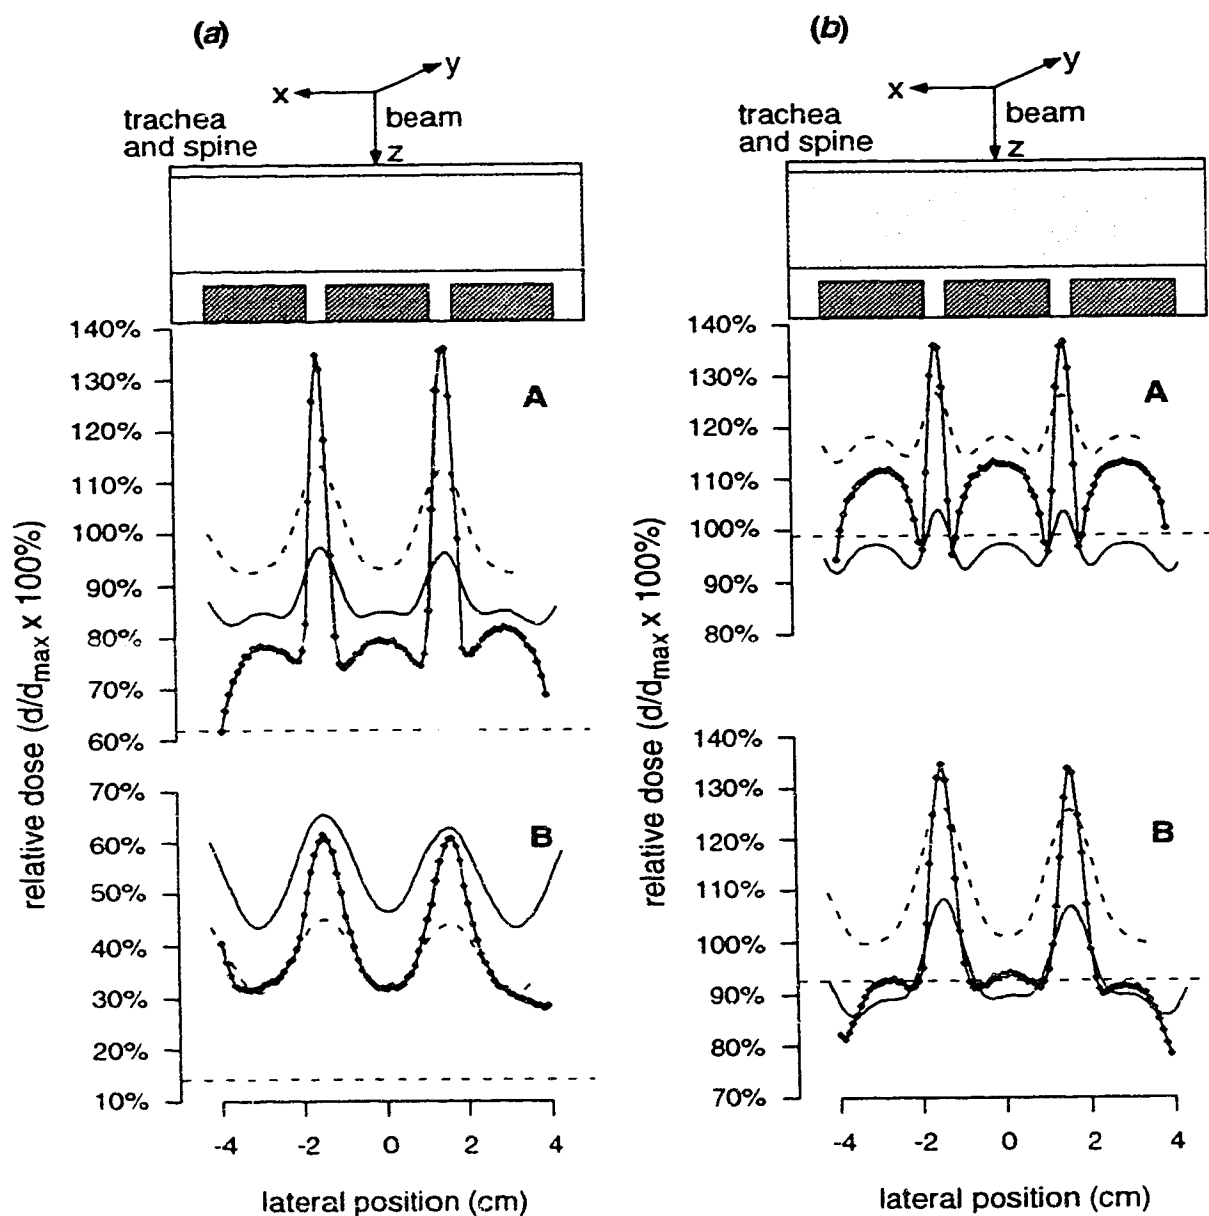 (a)
y
x
trachea
and spine
beam
z
140%
130%
120%
110%
100%
90%
80%
70%
60%
A
70%
60%
50%
40%
30%
20%
10%
B
relative dose (d/dmax x 100%)
-4 -2 0 2 4
lateral position (cm)
(b)
y
x
trachea
and spine
beam
z
140%
130%
120%
110%
100%
90%
80%
A
140%
130%
120%
110%
100%
90%
80%
70%
B
relative dose (d/dmax x 100%)
-4 -2 0 2 4
lateral position (cm)